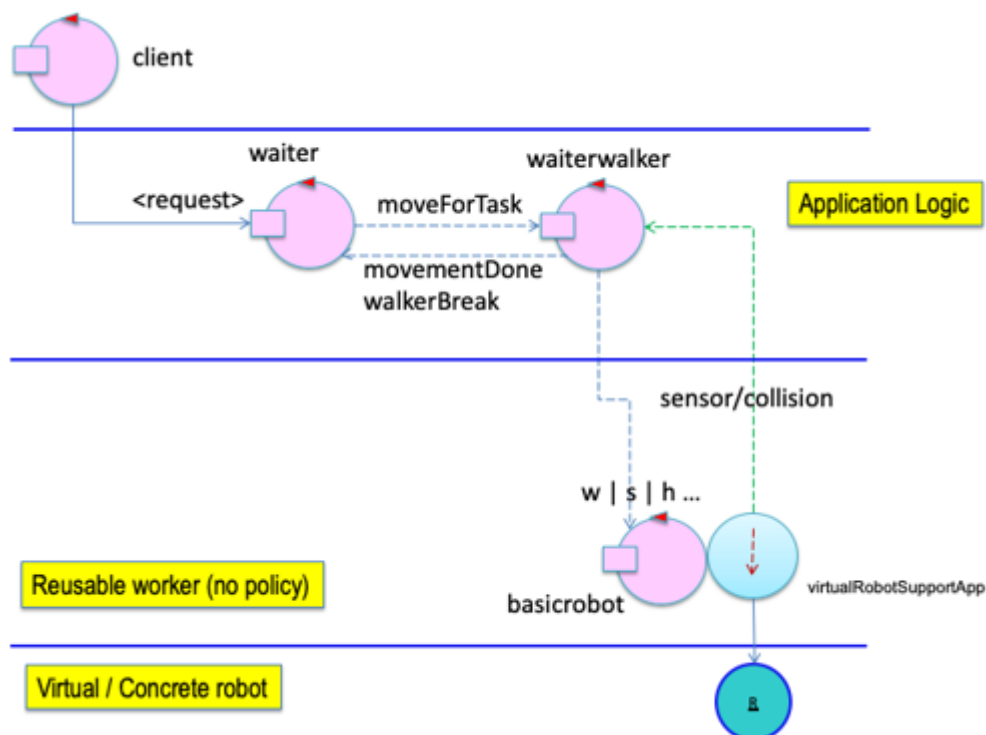 client
waiter
waiterwalker
<request>
moveForTask
Application Logic
movementDone
walkerBreak
sensor/collision
w | s | h ...
Reusable worker (no policy)
basicrobot
virtualRobotSupportApp
Virtual / Concrete robot
R